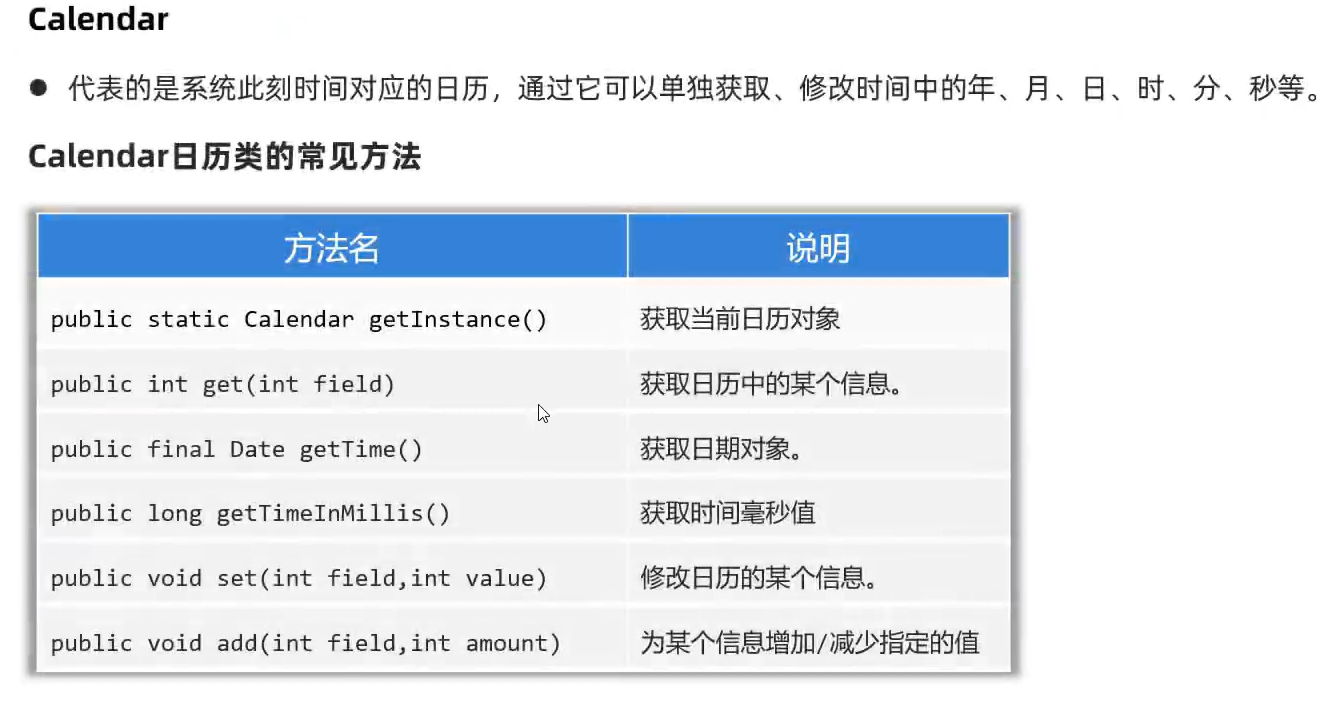 Calendar
● 代表的是系统此刻时间对应的日历，通过它可以单独获取、修改时间中的年、月、日、时、分、秒等。
Calendar日历类的常见方法
方法名 说明
public static Calendar getInstance() 获取当前日历对象
public int get(int field) 获取日历中的某个信息。
public final Date getTime() 获取日期对象。
public long getTimeInMillis() 获取时间毫秒值
public void set(int field,int value) 修改日历的某个信息。
public void add(int field,int amount) 为某个信息增加/减少指定的值